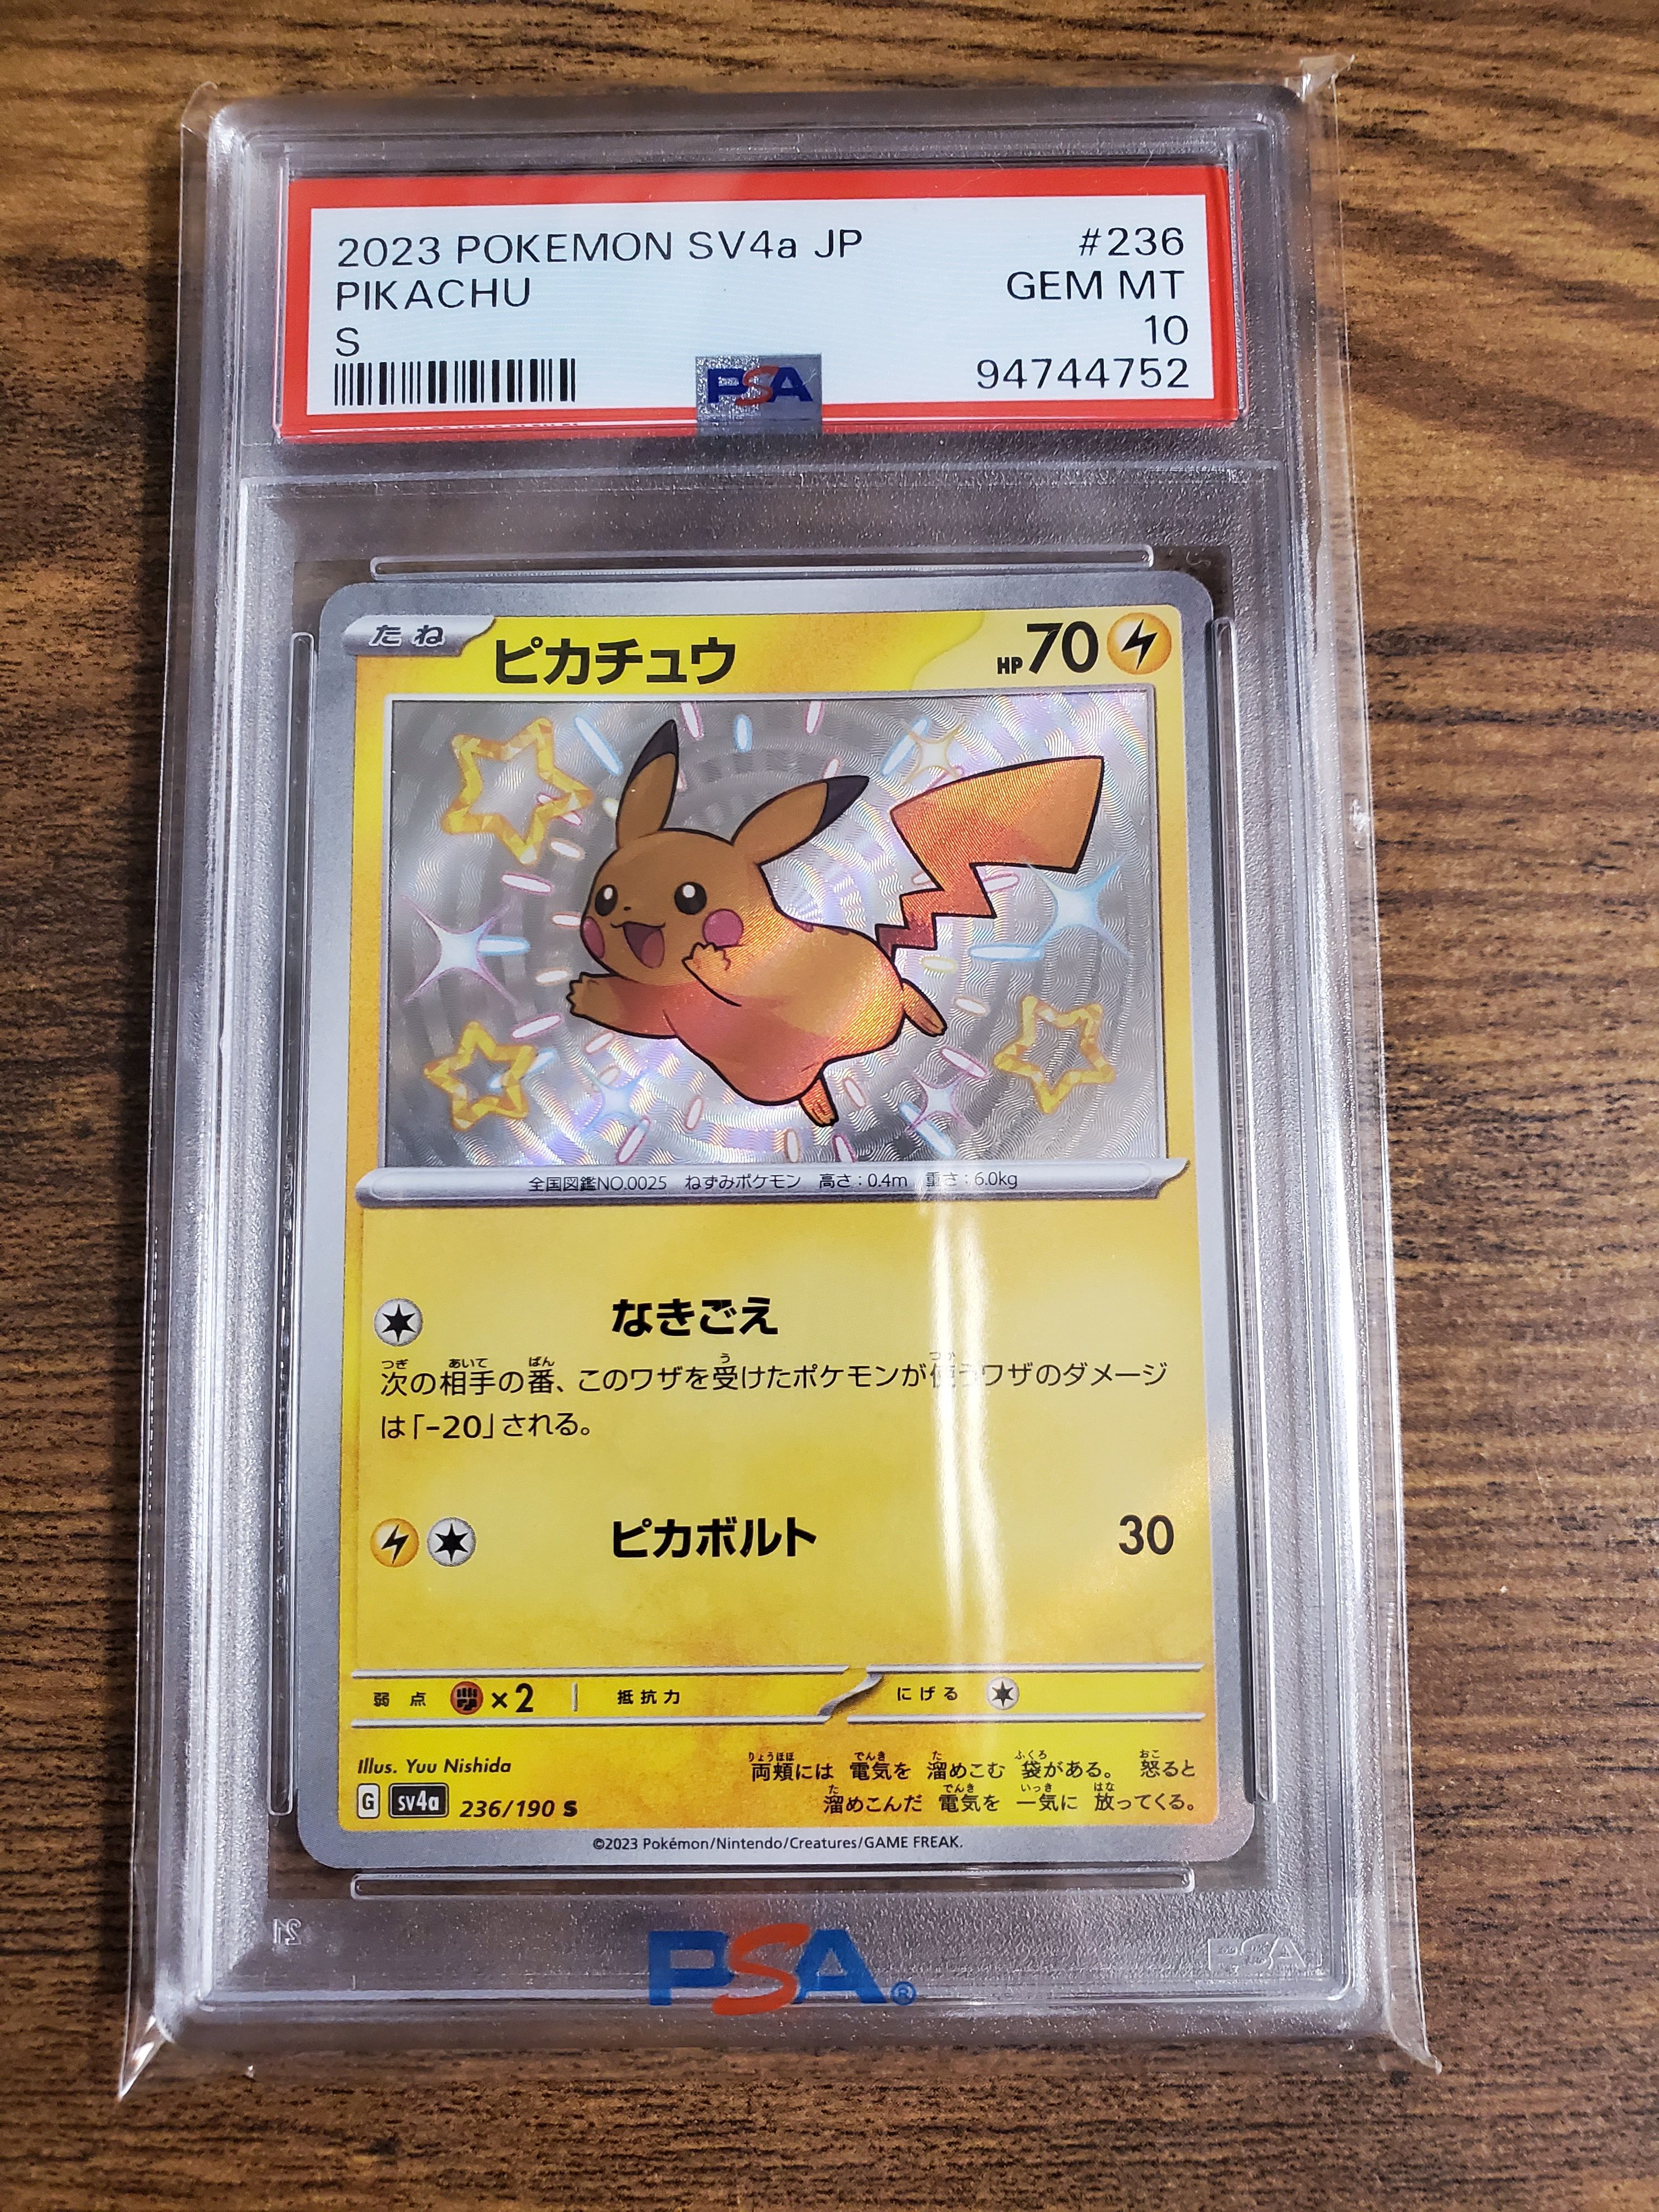 2023 POKEMON SV4a JP #236
PIKACHU GEM MT
S 10
94744752
PSA
たね ピカチュウ HP70
全国図鑑NO.0025 ねずみポケモン 高さ:0.4m 重さ:6.0kg
なきごえ
次の相手の番、このワザを受けたポケモンが使うワザのダメージ
は「-20」される。
ピカボルト 30
弱点 ×2 抵抗力 にげる
Illus. Yuu Nishida
両頬には 電気を 溜めこむ 袋がある。 怒ると
溜めこんだ 電気を 一気に 放ってくる。
G SV4a 236/190 S
©2023 Pokémon/Nintendo/Creatures/GAME FREAK.
PSA®
PSA